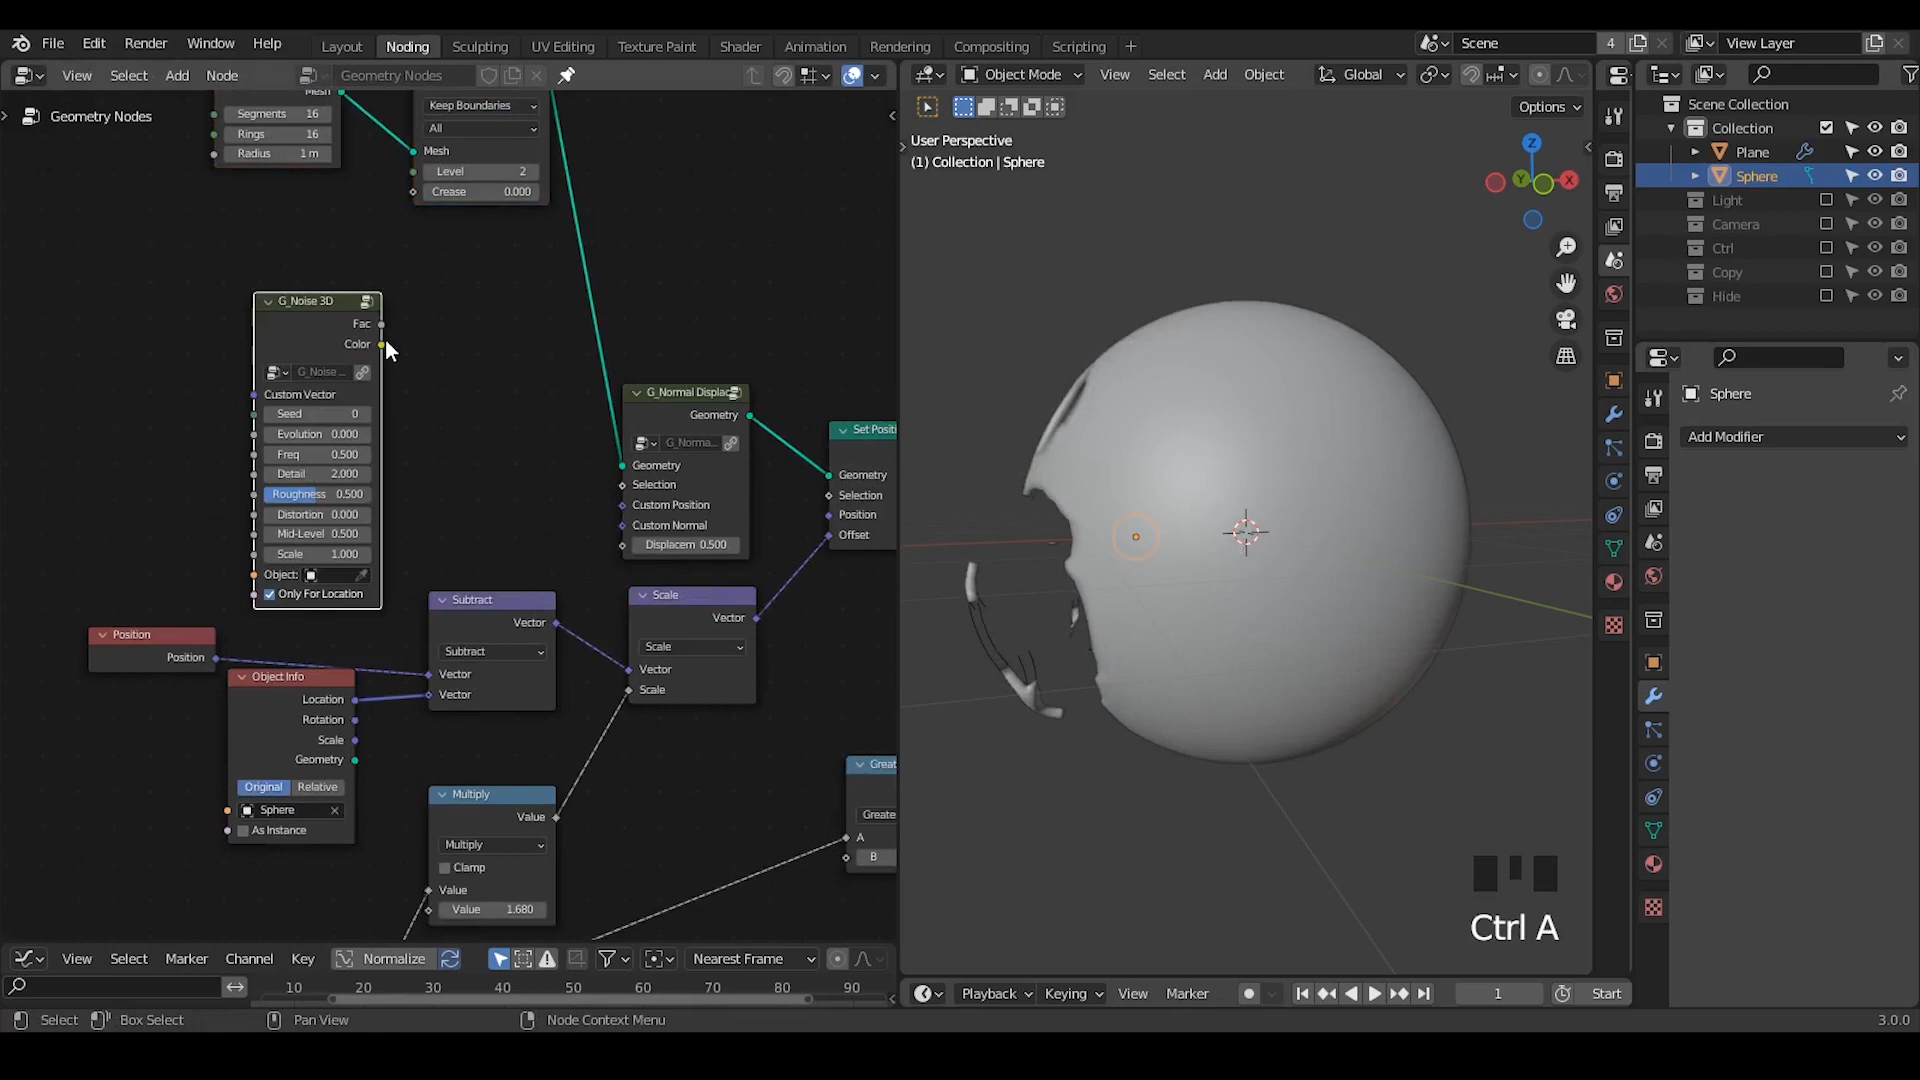 File Edit Render Window Help Layout Noding Sculpting UV Editing Texture Paint Shader Animation Rendering Compositing Scripting + Scene 4 View Layer
View Select Add Node Geometry Nodes
Object Mode View Select Add Object Global
Options
Geometry Nodes
Mesh
Segments 16
Rings 16
Radius 1 m
Keep Boundaries
All
Mesh
Level 2
Crease 0.000
G_Noise 3D
Fac
Color
G_Noise ...
Custom Vector
Seed 0
Evolution 0.000
Freq 0.500
Detail 2.000
Roughness 0.500
Distortion 0.000
Mid-Level 0.500
Scale 1.000
Object:
Only For Location
G_Normal Displac
Geometry
G_Norma...
Geometry
Selection
Custom Position
Custom Normal
Displacem 0.500
Set Positi
Geometry
Selection
Position
Offset
Position
Position
Object Info
Location
Rotation
Scale
Geometry
Original Relative
Sphere
As Instance
Subtract
Vector
Subtract
Vector
Vector
Scale
Vector
Scale
Vector
Scale
Multiply
Value
Multiply
Clamp
Value
Value 1.680
Great
Greate
A
B
User Perspective
(1) Collection | Sphere
Z
Y
X
Ctrl A
Scene Collection
Collection
Plane
Sphere
Light
Camera
Ctrl
Copy
Hide
Sphere
Add Modifier
View Select Marker Channel Key Normalize Nearest Frame
10 20 30 40 50 60 70 80 90
Playback Keying View Marker 1 Start
Select Box Select Pan View Node Context Menu 3.0.0